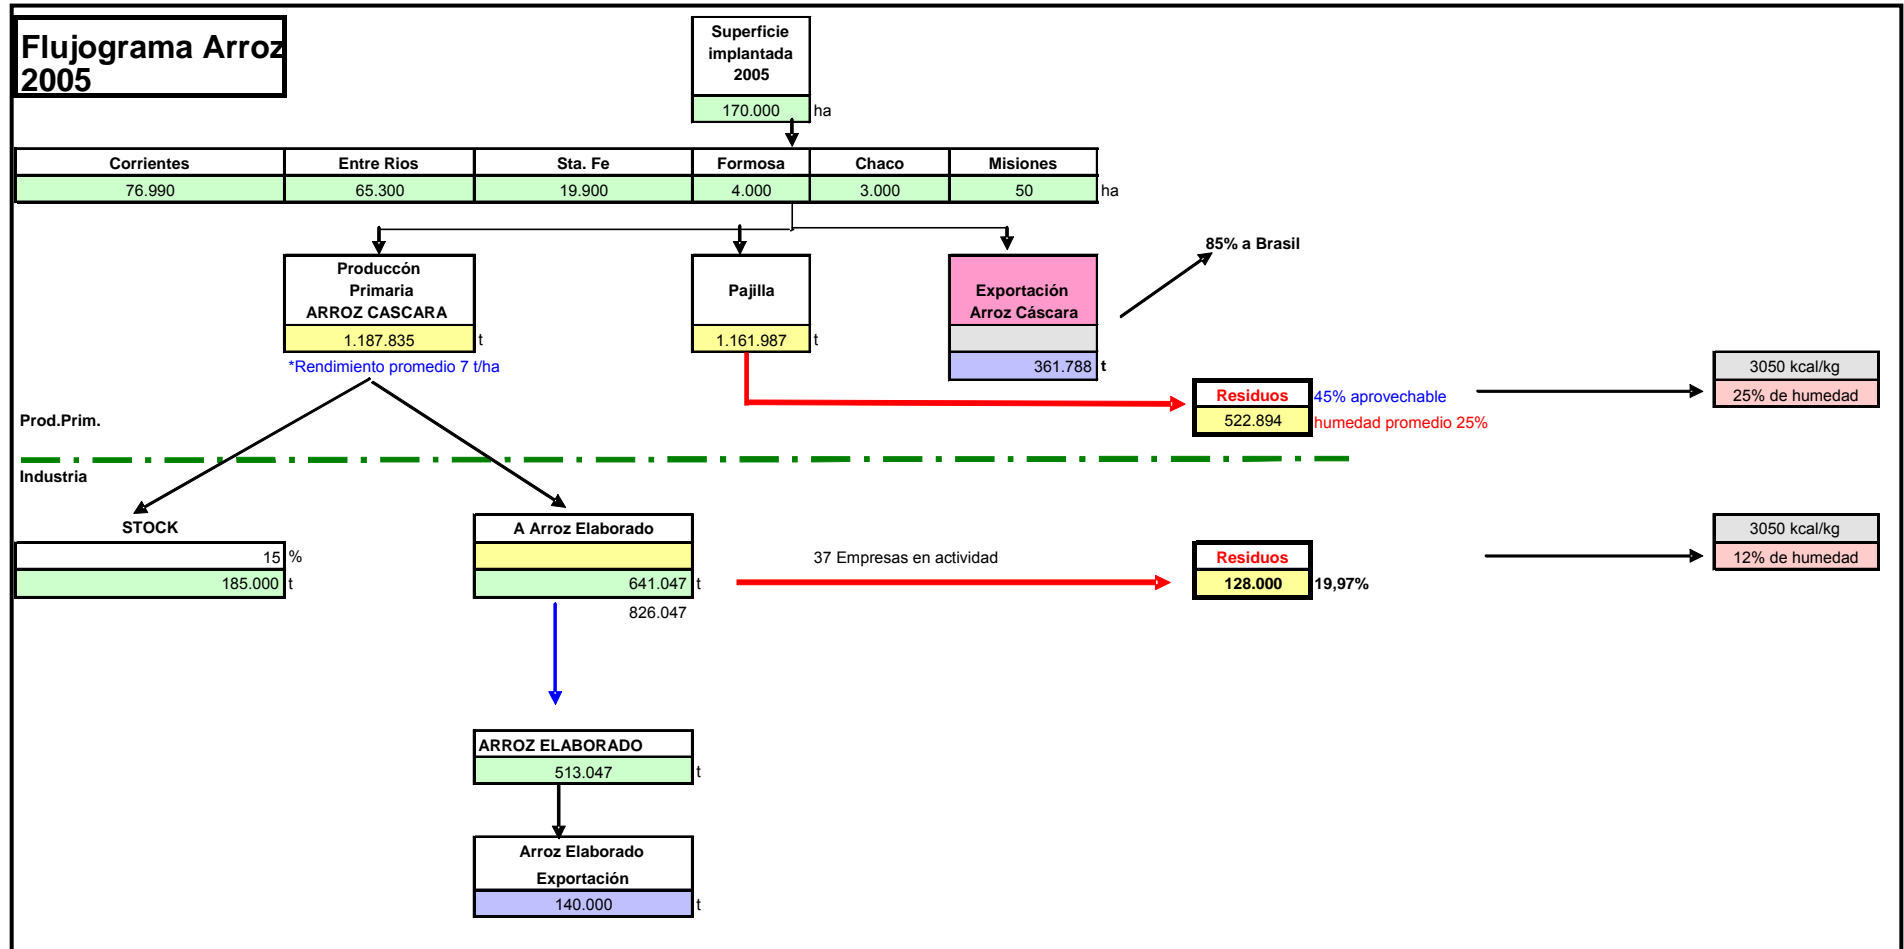 Flujograma Arroz
2005
Superficie
implantada
2005
170.000 ha
Corrientes Entre Rios Sta. Fe Formosa Chaco Misiones
76.990 65.300 19.900 4.000 3.000 50 ha
85% a Brasil
Produccón
Primaria
ARROZ CASCARA
1.187.835 t
*Rendimiento promedio 7 t/ha
Pajilla
1.161.987 t
Exportación
Arroz Cáscara
361.788 t
Residuos 45% aprovechable
522.894 humedad promedio 25%
3050 kcal/kg
25% de humedad
Prod.Prim.
Industria
STOCK
15 %
185.000 t
A Arroz Elaborado
641.047 t
826.047
37 Empresas en actividad
Residuos
128.000 19,97%
3050 kcal/kg
12% de humedad
ARROZ ELABORADO
513.047 t
Arroz Elaborado
Exportación
140.000 t